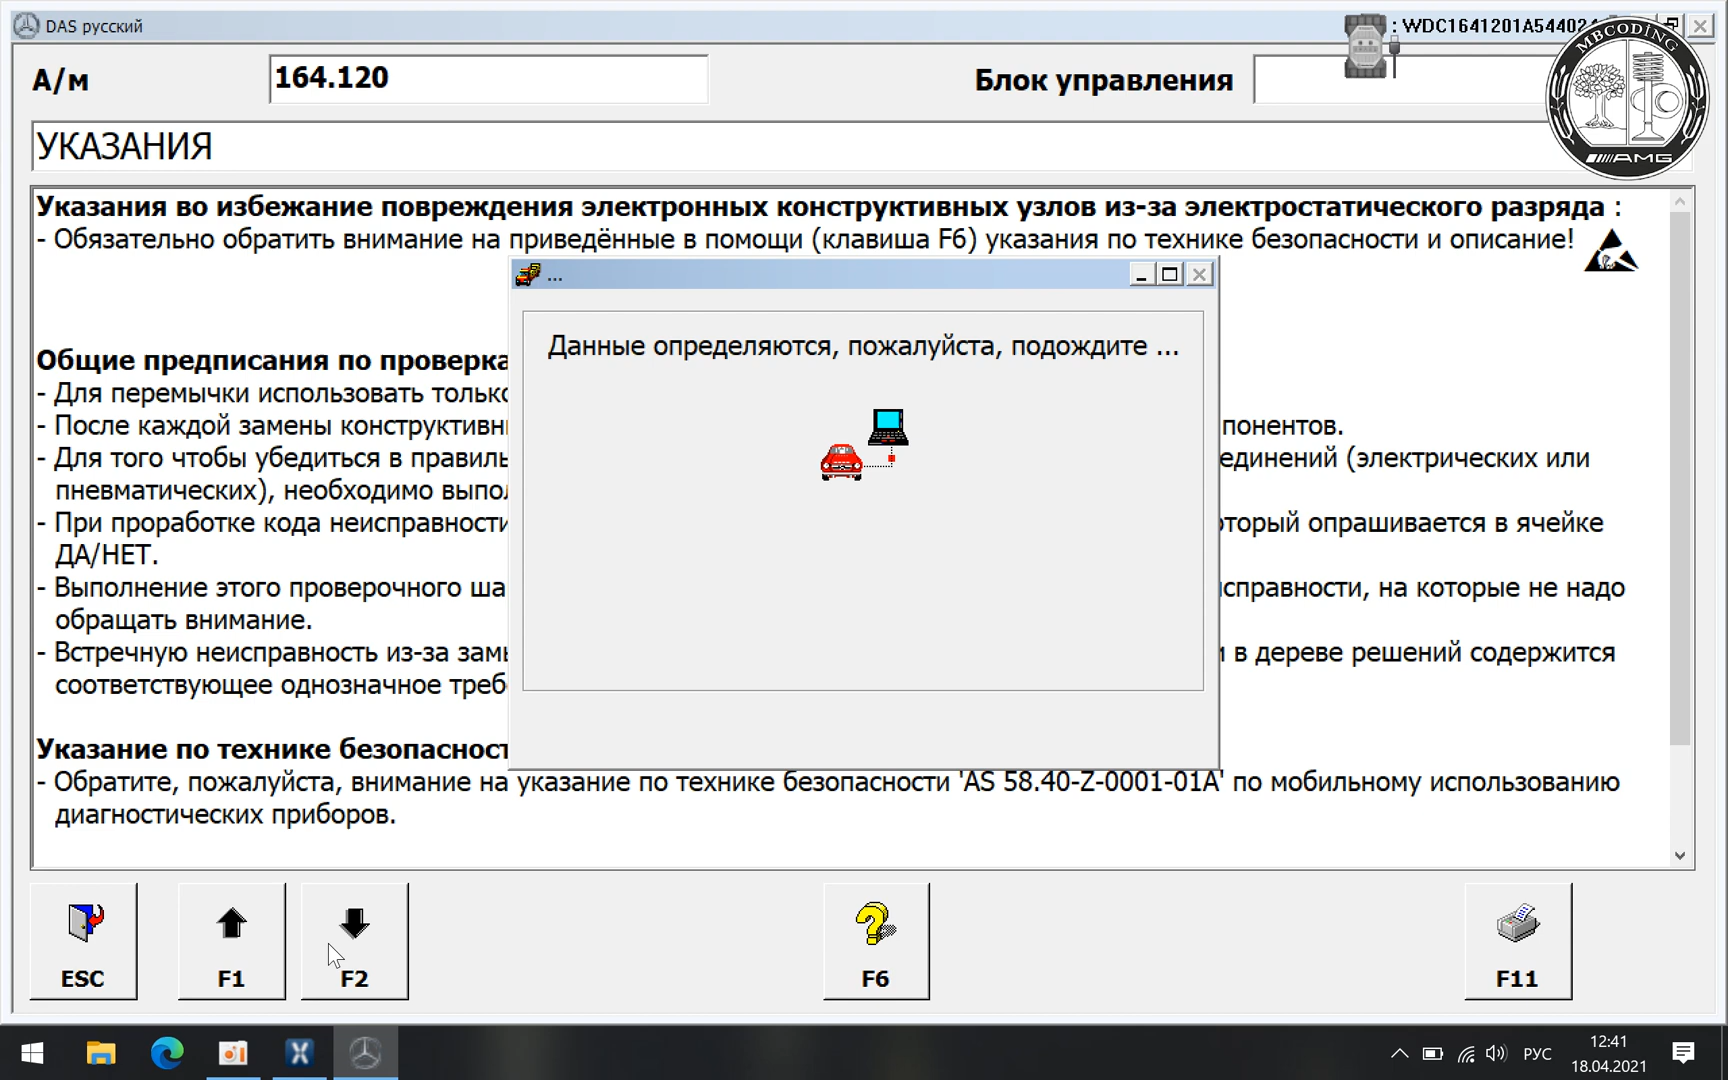 DAS русский
: WDC1641201A544024
А/м
164.120
Блок управления
MBCODING
AMG
УКАЗАНИЯ
Указания во избежание повреждения электронных конструктивных узлов из-за электростатического разряда :
- Обязательно обратить внимание на приведённые в помощи (клавиша F6) указания по технике безопасности и описание!
...
Данные определяются, пожалуйста, подождите ...
Общие предписания по проверка
- Для перемычки использовать только
- После каждой замены конструктивн
понентов.
- Для того чтобы убедиться в правиль
единений (электрических или
пневматических), необходимо выпол
- При проработке кода неисправности
оторый опрашивается в ячейке
ДА/НЕТ.
- Выполнение этого проверочного ша
исправности, на которые не надо
обращать внимание.
- Встречную неисправность из-за замы
и в дереве решений содержится
соответствующее однозначное треб
Указание по технике безопасност
- Обратите, пожалуйста, внимание на указание по технике безопасности 'AS 58.40-Z-0001-01A' по мобильному использованию
диагностических приборов.
ESC
F1
F2
F6
F11
РУС
12:41
18.04.2021